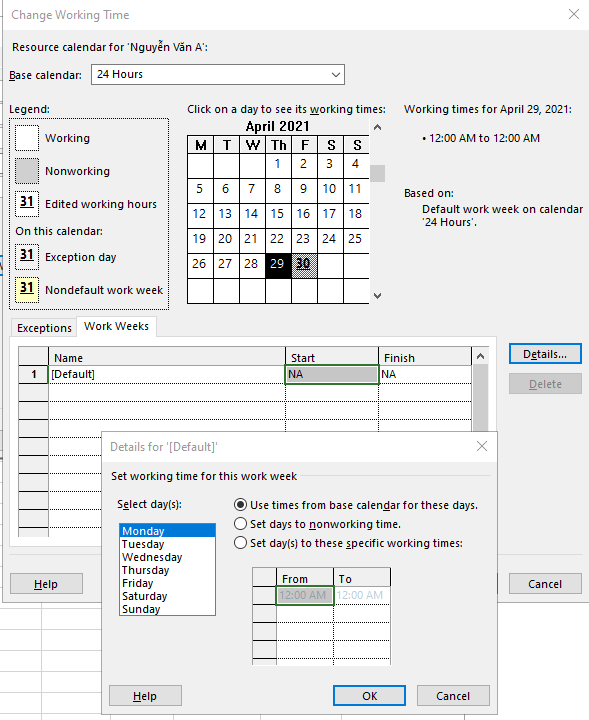 Change Working Time
Resource calendar for 'Nguyễn Văn A':
Base calendar: 24 Hours
Legend:
Working
Nonworking
31 Edited working hours
On this calendar:
31 Exception day
31 Nondefault work week
Click on a day to see its working times:
April 2021
M T W Th F S S
1 2 3 4
5 6 7 8 9 10 11
12 13 14 15 16 17 18
19 20 21 22 23 24 25
26 27 28 29 30
Working times for April 29, 2021:
• 12:00 AM to 12:00 AM
Based on:
Default work week on calendar
'24 Hours'.
Exceptions Work Weeks
Name Start Finish
1 [Default] NA NA
Details...
Delete
Help
Cancel
Details for '[Default]'
Set working time for this work week
Select day(s):
Monday
Tuesday
Wednesday
Thursday
Friday
Saturday
Sunday
Use times from base calendar for these days.
Set days to nonworking time.
Set day(s) to these specific working times:
From To
12:00 AM 12:00 AM
Help
OK
Cancel